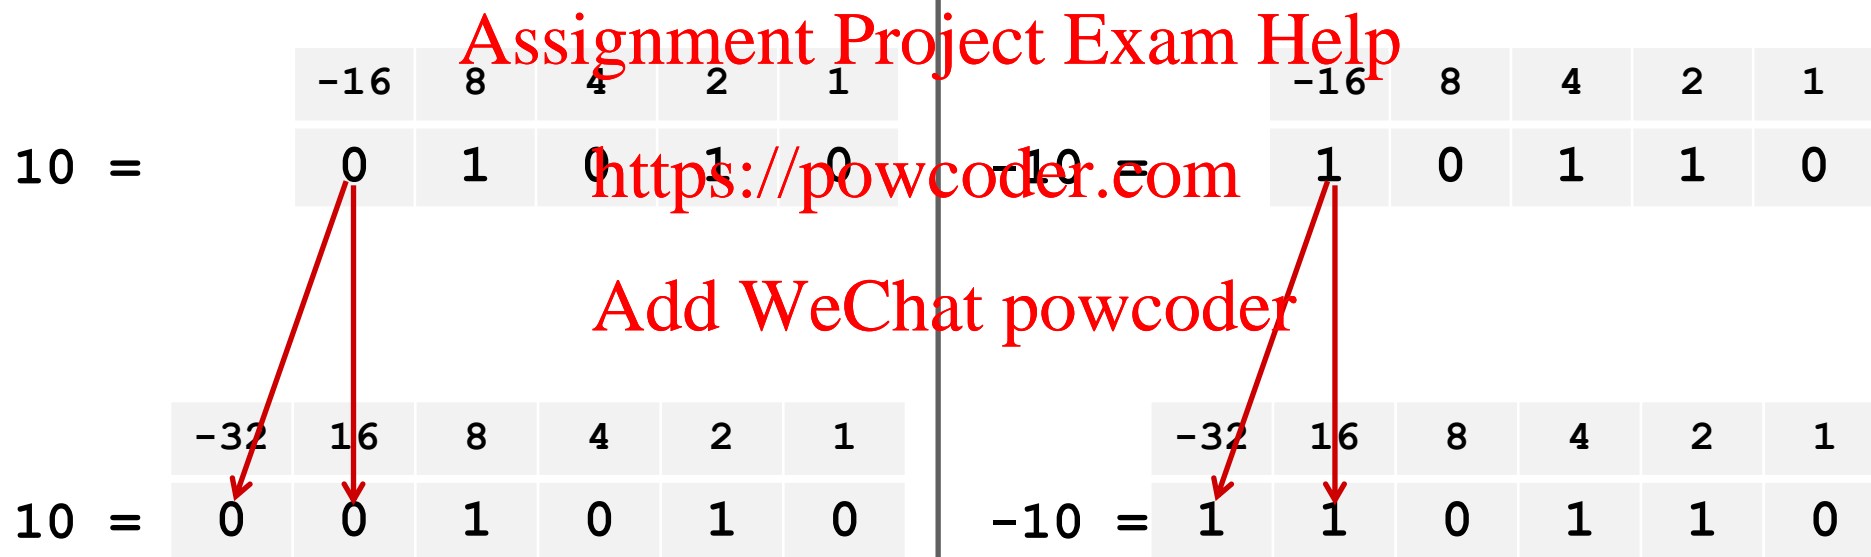 Assignment Project Exam Help
-16 8 4 2 1
10 = 0 1 0 1 0
-16 8 4 2 1
-10 = 1 0 1 1 0
https://powcoder.com
Add WeChat powcoder
-32 16 8 4 2 1
10 = 0 0 1 0 1 0
-32 16 8 4 2 1
-10 = 1 1 0 1 1 0